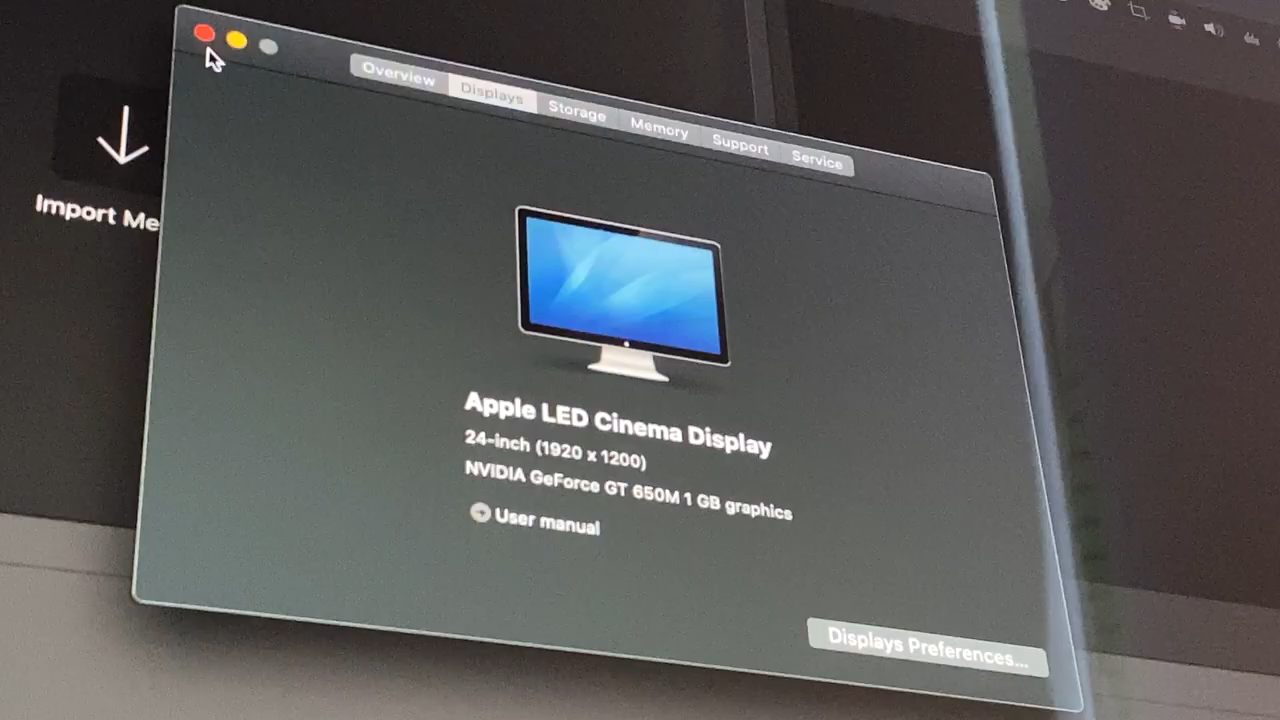 Overview
Displays
Storage
Memory
Support
Service
Import Me
Apple LED Cinema Display
24-inch (1920 x 1200)
NVIDIA GeForce GT 650M 1 GB graphics
User manual
Displays Preferences...